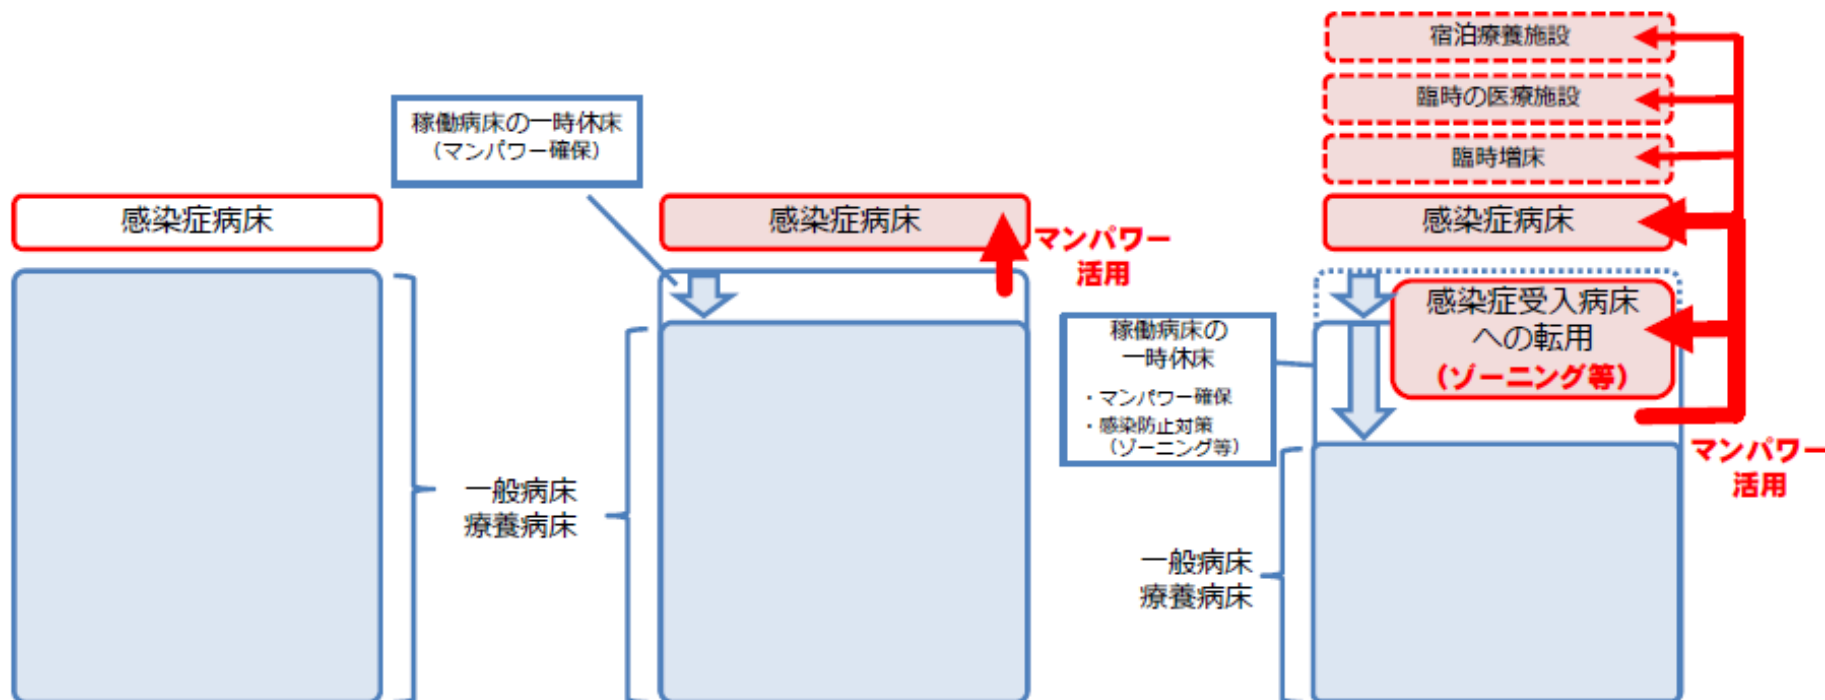 感染症病床
稼働病床の一時休床
（マンパワー確保）
一般病床
療養病床
感染症病床
マンパワー
活用
宿泊療養施設
臨時の医療施設
臨時増床
感染症病床
感染症受入病床
への転用
（ゾーニング等）
稼働病床の
一時休床
・マンパワー確保
・感染防止対策
（ゾーニング等）
マンパワー
活用
一般病床
療養病床